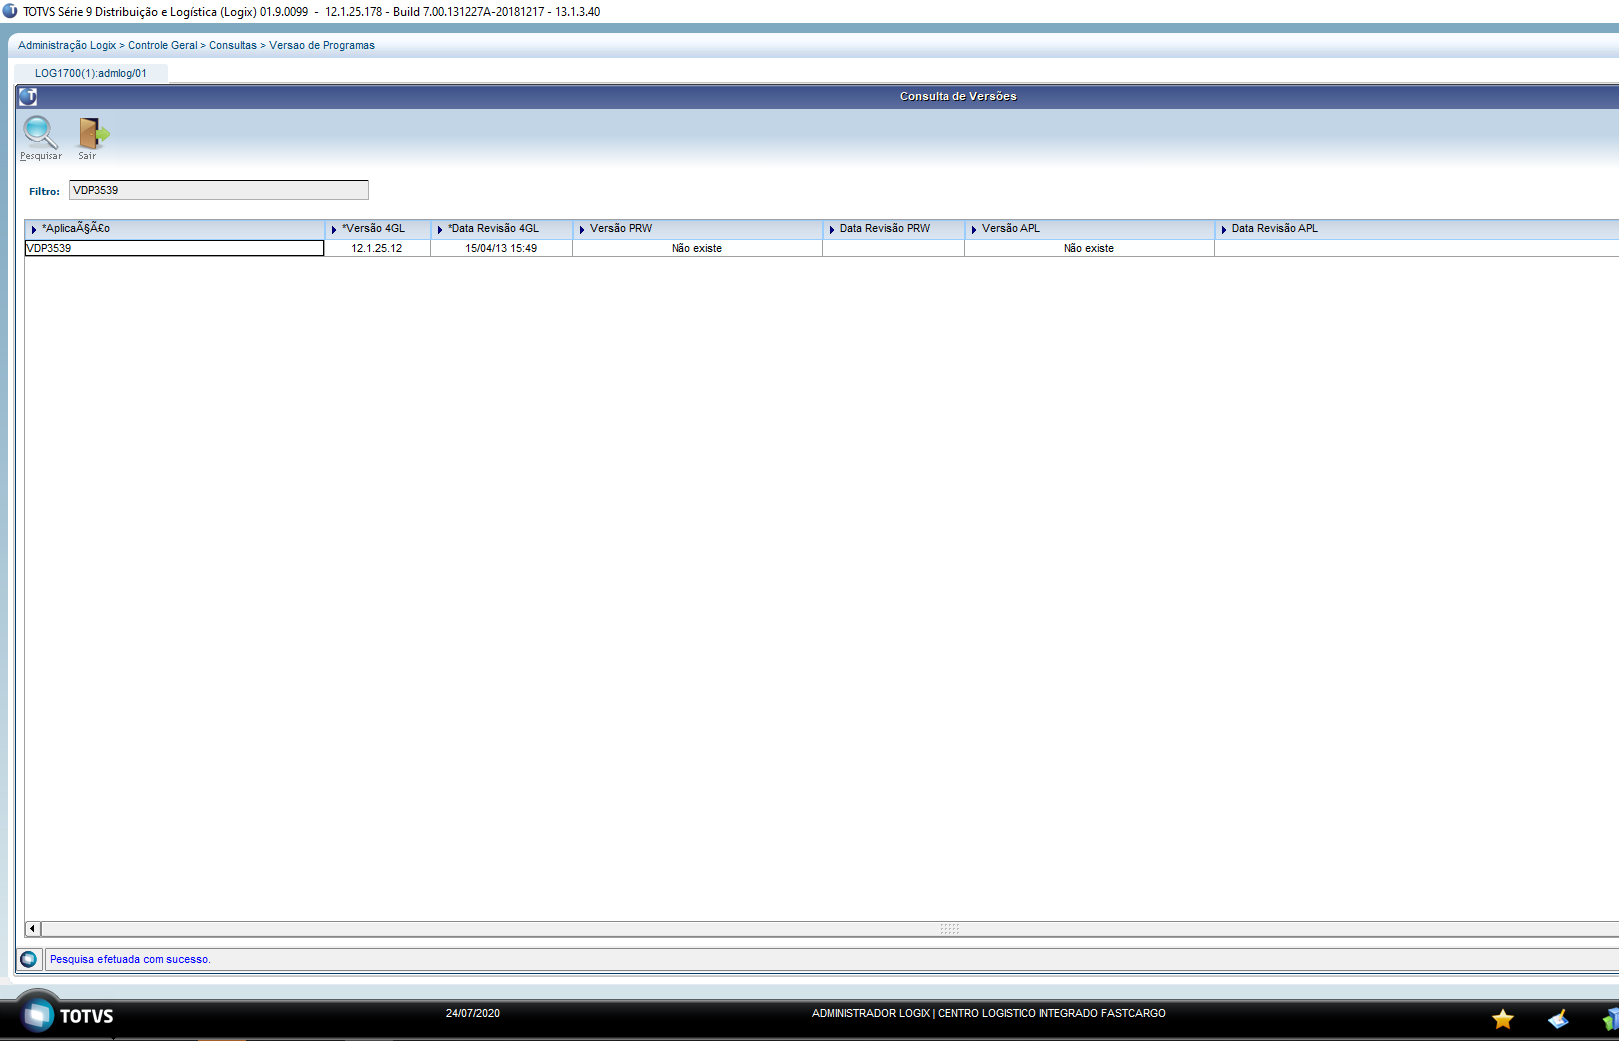 TOTVS Série 9 Distribuição e Logística (Logix) 01.9.0099  -  12.1.25.178 - Build 7.00.131227A-20181217 - 13.1.3.40
Administração Logix > Controle Geral > Consultas > Versao de Programas
LOG1700(1):admlog/01
Consulta de Versões
Pesquisar Sair
Filtro: VDP3539
*AplicaÃ§Ã£o *Versão 4GL *Data Revisão 4GL Versão PRW Data Revisão PRW Versão APL Data Revisão APL
VDP3539 12.1.25.12 15/04/13 15:49 Não existe Não existe
Pesquisa efetuada com sucesso.
TOTVS 24/07/2020 ADMINISTRADOR LOGIX | CENTRO LOGISTICO INTEGRADO FASTCARGO